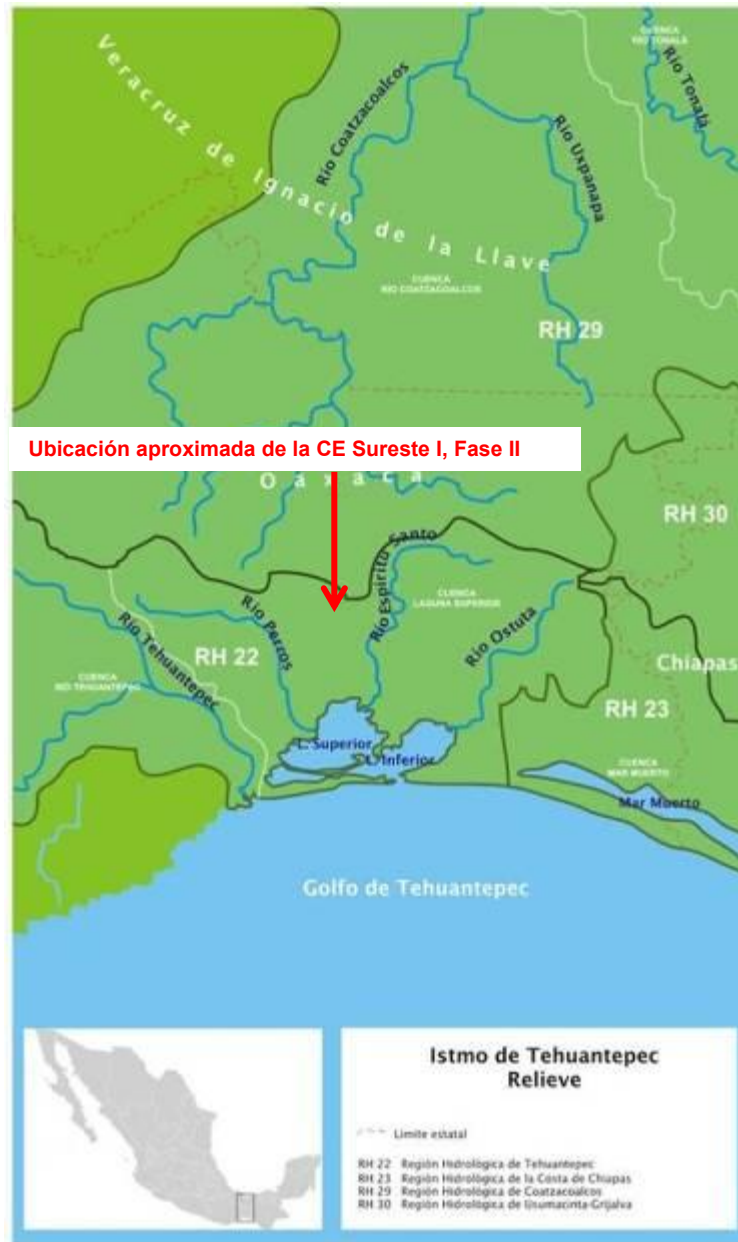 CUENCA
RIO TONALA
Río Tonalá
Veracruz de Ignacio de la Llave
Río Coatzacoalcos
Río Uxpanapa
CUENCA
RIO COATZACOALCOS
RH 29
Ubicación aproximada de la CE Sureste I, Fase II
Oaxaca
RH 30
Río Espíritu Santo
CUENCA
LAGUNA SUPERIOR
Río Perros
Río Ostuta
Río Tehuantepec
RH 22
Chiapas
CUENCA
RIO TEHUANTEPEC
RH 23
L. Superior
L. Inferior
CUENCA
MAR MUERTO
Mar Muerto
Golfo de Tehuantepec
Istmo de Tehuantepec
Relieve
Limite estatal
RH 22 Región Hidrológica de Tehuantepec
RH 23 Región Hidrológica de la Costa de Chiapas
RH 29 Región Hidrológica de Coatzacoalcos
RH 30 Región Hidrológica de Usumacinta-Grijalva